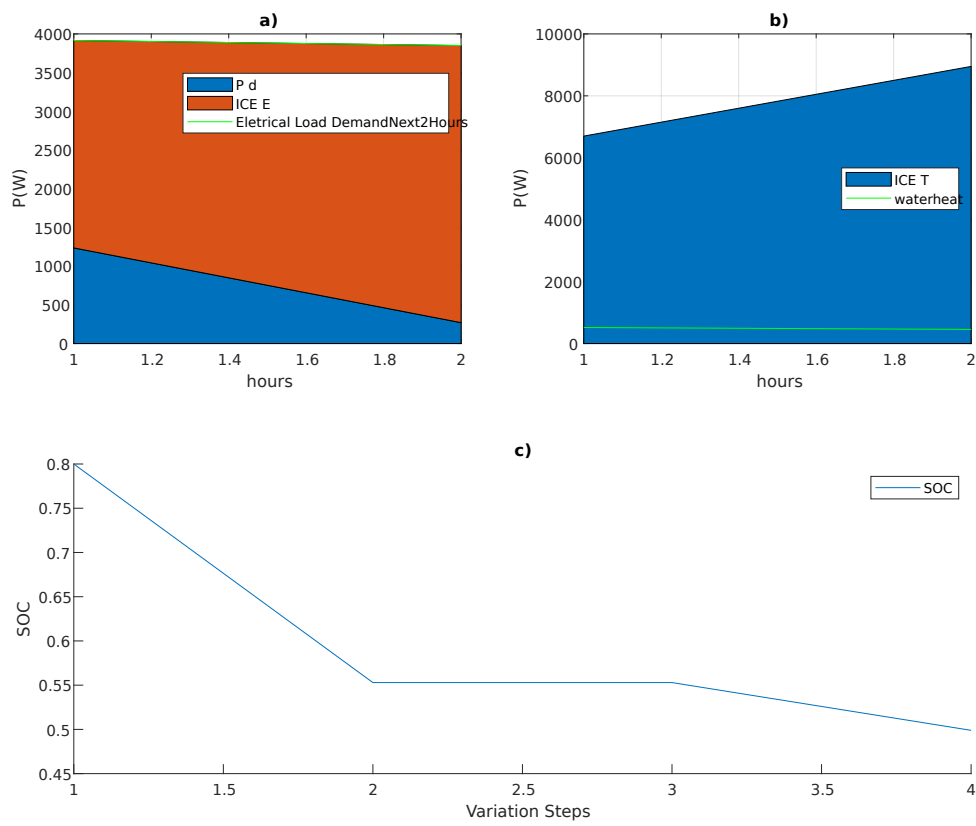 a)
4000
3500
3000
2500
2000
1500
1000
500
0
P(W)
P d
ICE E
Eletrical Load DemandNext2Hours
1 1.2 1.4 1.6 1.8 2
hours
b)
10000
8000
6000
4000
2000
0
P(W)
ICE T
waterheat
1 1.2 1.4 1.6 1.8 2
hours
c)
0.8
0.75
0.7
0.65
0.6
0.55
0.5
0.45
SOC
SOC
1 1.5 2 2.5 3 3.5 4
Variation Steps